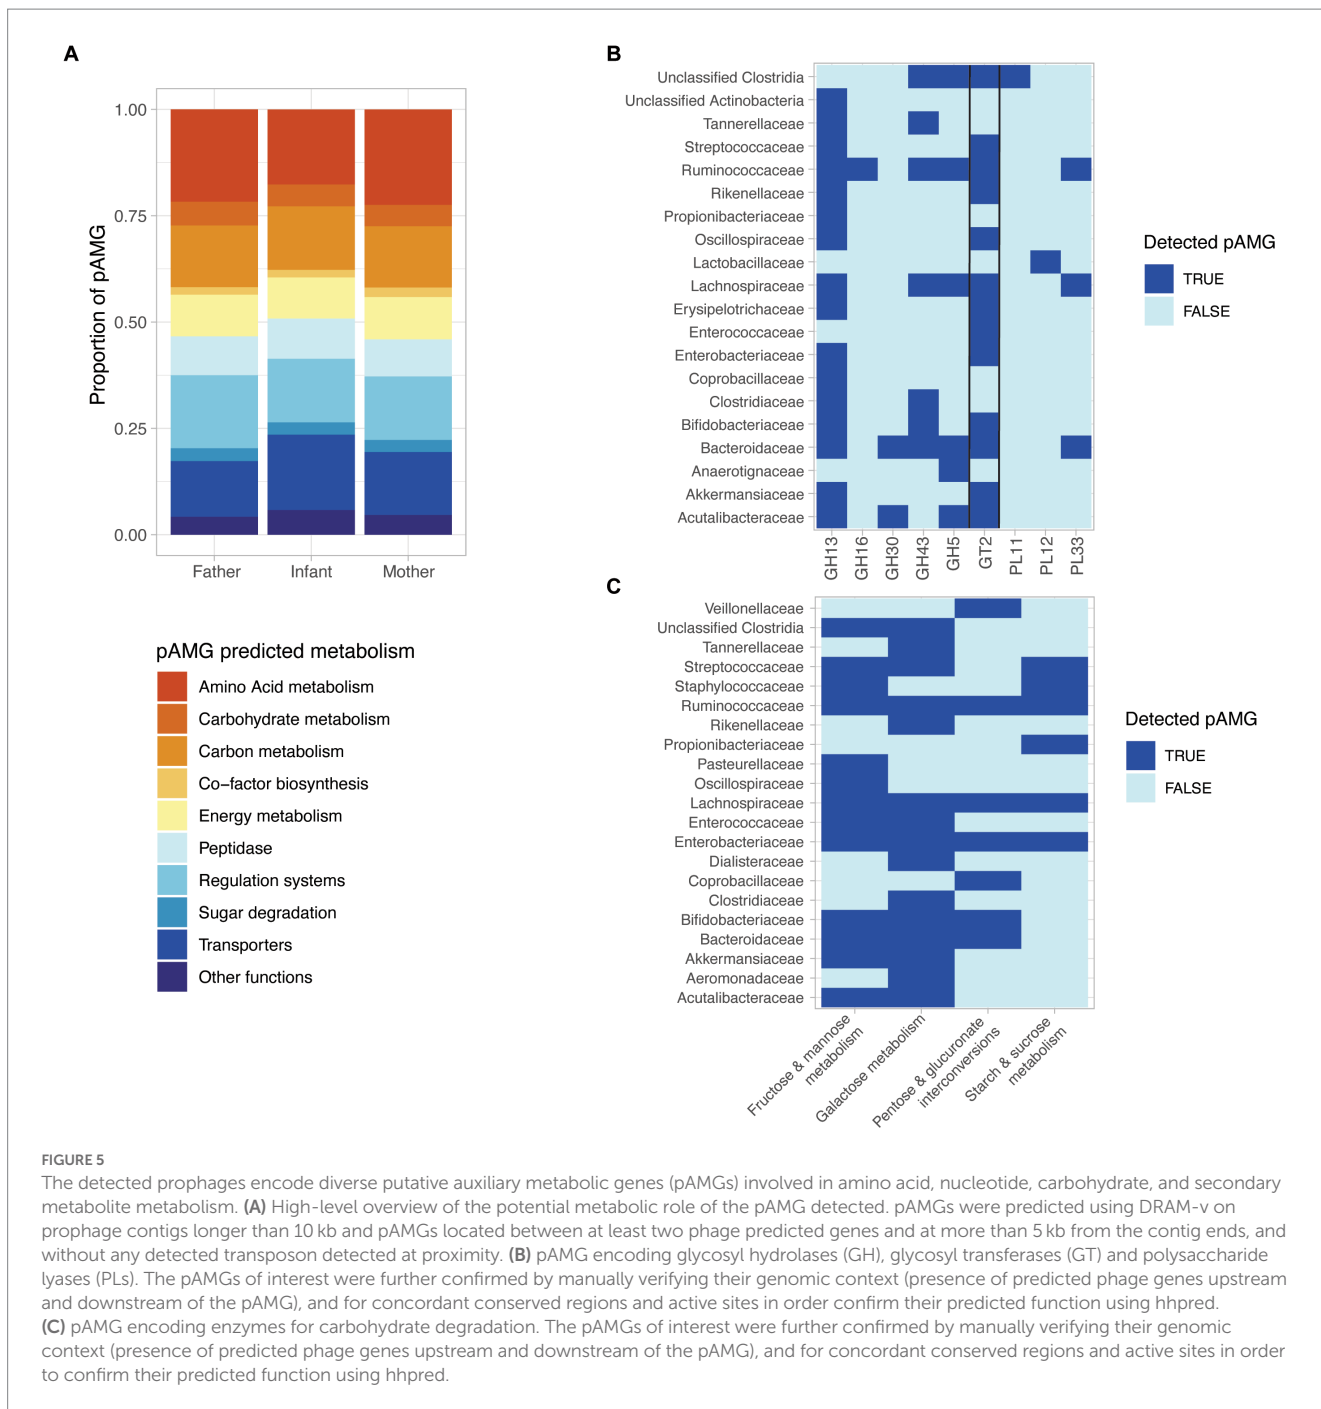 A
1.00
0.75
0.50
0.25
0.00
Proportion of pAMG
Father
Infant
Mother
pAMG predicted metabolism
Amino Acid metabolism
Carbohydrate metabolism
Carbon metabolism
Co−factor biosynthesis
Energy metabolism
Peptidase
Regulation systems
Sugar degradation
Transporters
Other functions
B
Unclassified Clostridia
Unclassified Actinobacteria
Tannerellaceae
Streptococcaceae
Ruminococcaceae
Rikenellaceae
Propionibacteriaceae
Oscillospiraceae
Lactobacillaceae
Lachnospiraceae
Erysipelotrichaceae
Enterococcaceae
Enterobacteriaceae
Coprobacillaceae
Clostridiaceae
Bifidobacteriaceae
Bacteroidaceae
Anaerotignaceae
Akkermansiaceae
Acutalibacteraceae
GH13
GH16
GH30
GH43
GH5
GT2
PL11
PL12
PL33
Detected pAMG
TRUE
FALSE
C
Veillonellaceae
Unclassified Clostridia
Tannerellaceae
Streptococcaceae
Staphylococcaceae
Ruminococcaceae
Rikenellaceae
Propionibacteriaceae
Pasteurellaceae
Oscillospiraceae
Lachnospiraceae
Enterococcaceae
Enterobacteriaceae
Dialisteraceae
Coprobacillaceae
Clostridiaceae
Bifidobacteriaceae
Bacteroidaceae
Akkermansiaceae
Aeromonadaceae
Acutalibacteraceae
Fructose & mannose
metabolism
Galactose metabolism
Pentose & glucuronate
interconversions
Starch & sucrose
metabolism
Detected pAMG
TRUE
FALSE
FIGURE 5
The detected prophages encode diverse putative auxiliary metabolic genes (pAMGs) involved in amino acid, nucleotide, carbohydrate, and secondary
metabolite metabolism. (A) High-level overview of the potential metabolic role of the pAMG detected. pAMGs were predicted using DRAM-v on
prophage contigs longer than 10 kb and pAMGs located between at least two phage predicted genes and at more than 5 kb from the contig ends, and
without any detected transposon detected at proximity. (B) pAMG encoding glycosyl hydrolases (GH), glycosyl transferases (GT) and polysaccharide
lyases (PLs). The pAMGs of interest were further confirmed by manually verifying their genomic context (presence of predicted phage genes upstream
and downstream of the pAMG), and for concordant conserved regions and active sites in order confirm their predicted function using hhpred.
(C) pAMG encoding enzymes for carbohydrate degradation. The pAMGs of interest were further confirmed by manually verifying their genomic
context (presence of predicted phage genes upstream and downstream of the pAMG), and for concordant conserved regions and active sites in order
to confirm their predicted function using hhpred.